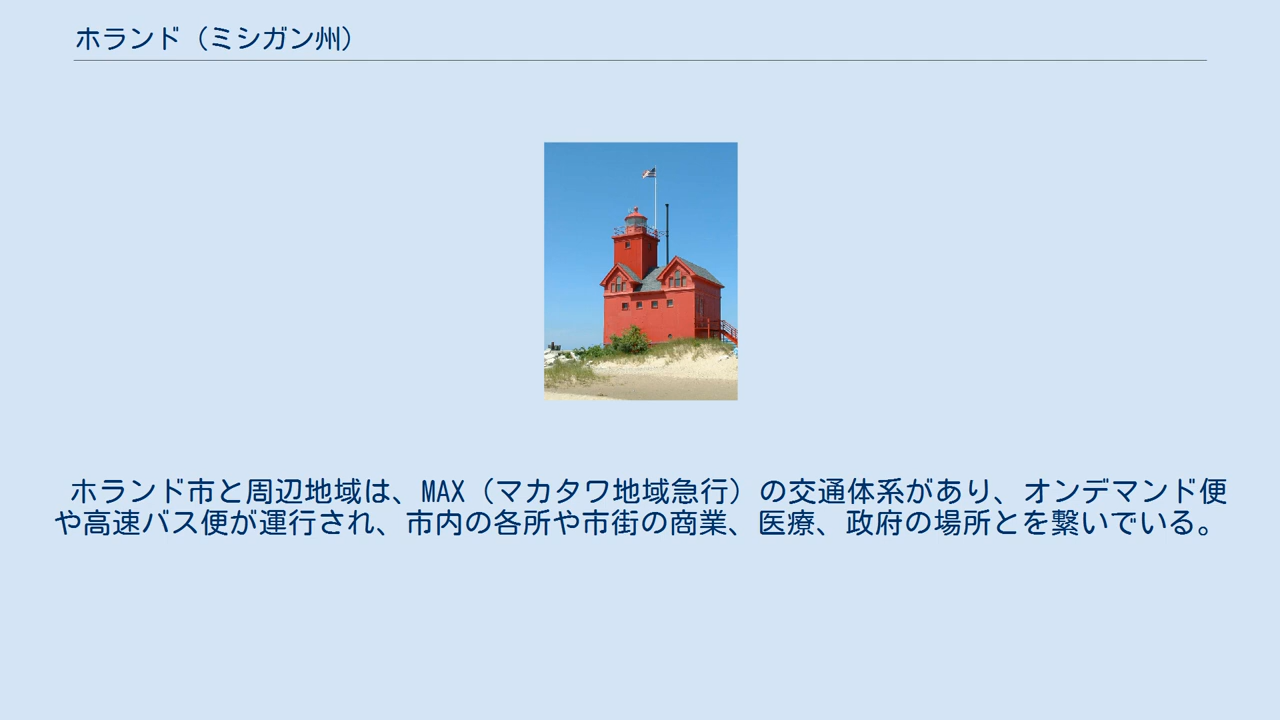 ホランド（ミシガン州）
ホランド市と周辺地域は、MAX（マカタワ地域急行）の交通体系があり、オンデマンド便
や高速バス便が運行され、市内の各所や市街の商業、医療、政府の場所とを繋いでいる。